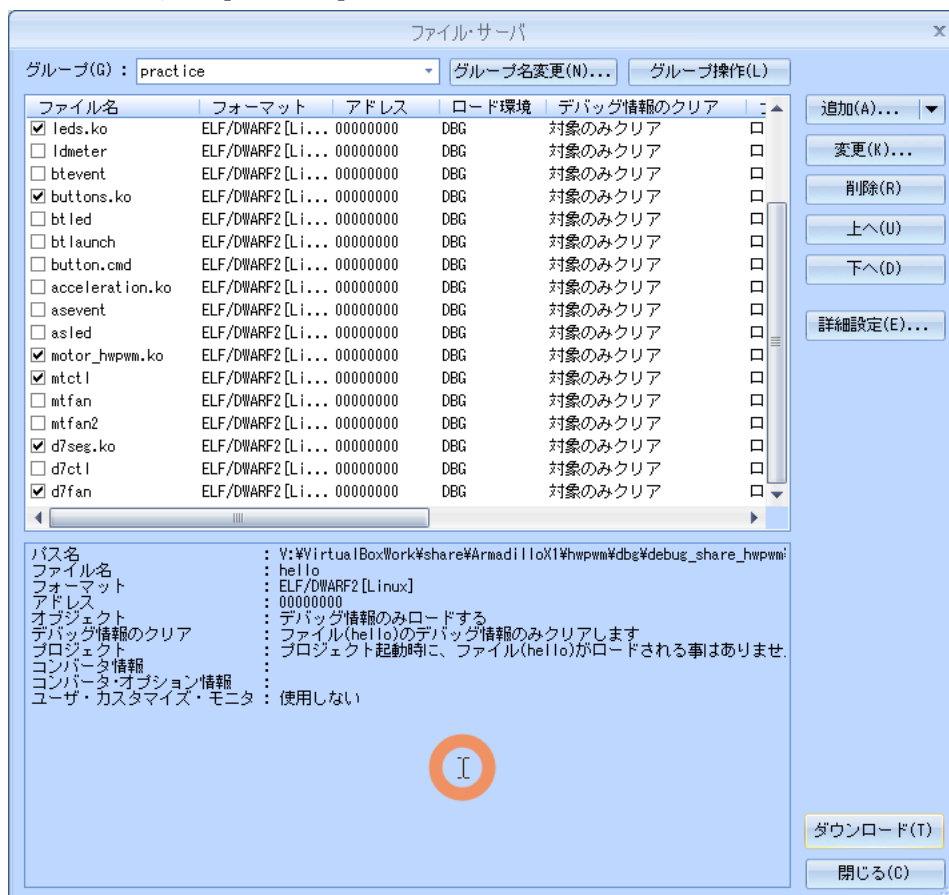 ファイル・サーバ x
グループ(G) : practice グループ名変更(N)... グループ操作(L)
ファイル名 フォーマット アドレス ロード環境 デバッグ情報のクリア
leds.ko ELF/DWARF2[Li... 00000000 DBG 対象のみクリア ロ
ldmeter ELF/DWARF2[Li... 00000000 DBG 対象のみクリア ロ
btevent ELF/DWARF2[Li... 00000000 DBG 対象のみクリア ロ
buttons.ko ELF/DWARF2[Li... 00000000 DBG 対象のみクリア ロ
btled ELF/DWARF2[Li... 00000000 DBG 対象のみクリア ロ
btlaunch ELF/DWARF2[Li... 00000000 DBG 対象のみクリア ロ
button.cmd ELF/DWARF2[Li... 00000000 DBG 対象のみクリア ロ
acceleration.ko ELF/DWARF2[Li... 00000000 DBG 対象のみクリア ロ
asevent ELF/DWARF2[Li... 00000000 DBG 対象のみクリア ロ
asled ELF/DWARF2[Li... 00000000 DBG 対象のみクリア ロ
motor_hwpwm.ko ELF/DWARF2[Li... 00000000 DBG 対象のみクリア ロ
mtctl ELF/DWARF2[Li... 00000000 DBG 対象のみクリア ロ
mtfan ELF/DWARF2[Li... 00000000 DBG 対象のみクリア ロ
mtfan2 ELF/DWARF2[Li... 00000000 DBG 対象のみクリア ロ
d7seg.ko ELF/DWARF2[Li... 00000000 DBG 対象のみクリア ロ
d7ctl ELF/DWARF2[Li... 00000000 DBG 対象のみクリア ロ
d7fan ELF/DWARF2[Li... 00000000 DBG 対象のみクリア ロ
追加(A)...
変更(K)...
削除(R)
上へ(U)
下へ(D)
詳細設定(E)...
パス名 : V:¥VirtualBoxWork¥share¥ArmadilloX1¥hwpwm¥dbg¥debug_share_hwpwm
ファイル名 : hello
フォーマット : ELF/DWARF2[Linux]
アドレス : 00000000
オブジェクト : デバッグ情報のみロードする
デバッグ情報のクリア : ファイル(hello)のデバッグ情報のみクリアします
プロジェクト : プロジェクト起動時に、ファイル(hello)がロードされる事はありませ
コンバータ情報 :
コンバータ・オプション情報 :
ユーザ・カスタマイズ・モニタ : 使用しない
ダウンロード(T)
閉じる(C)